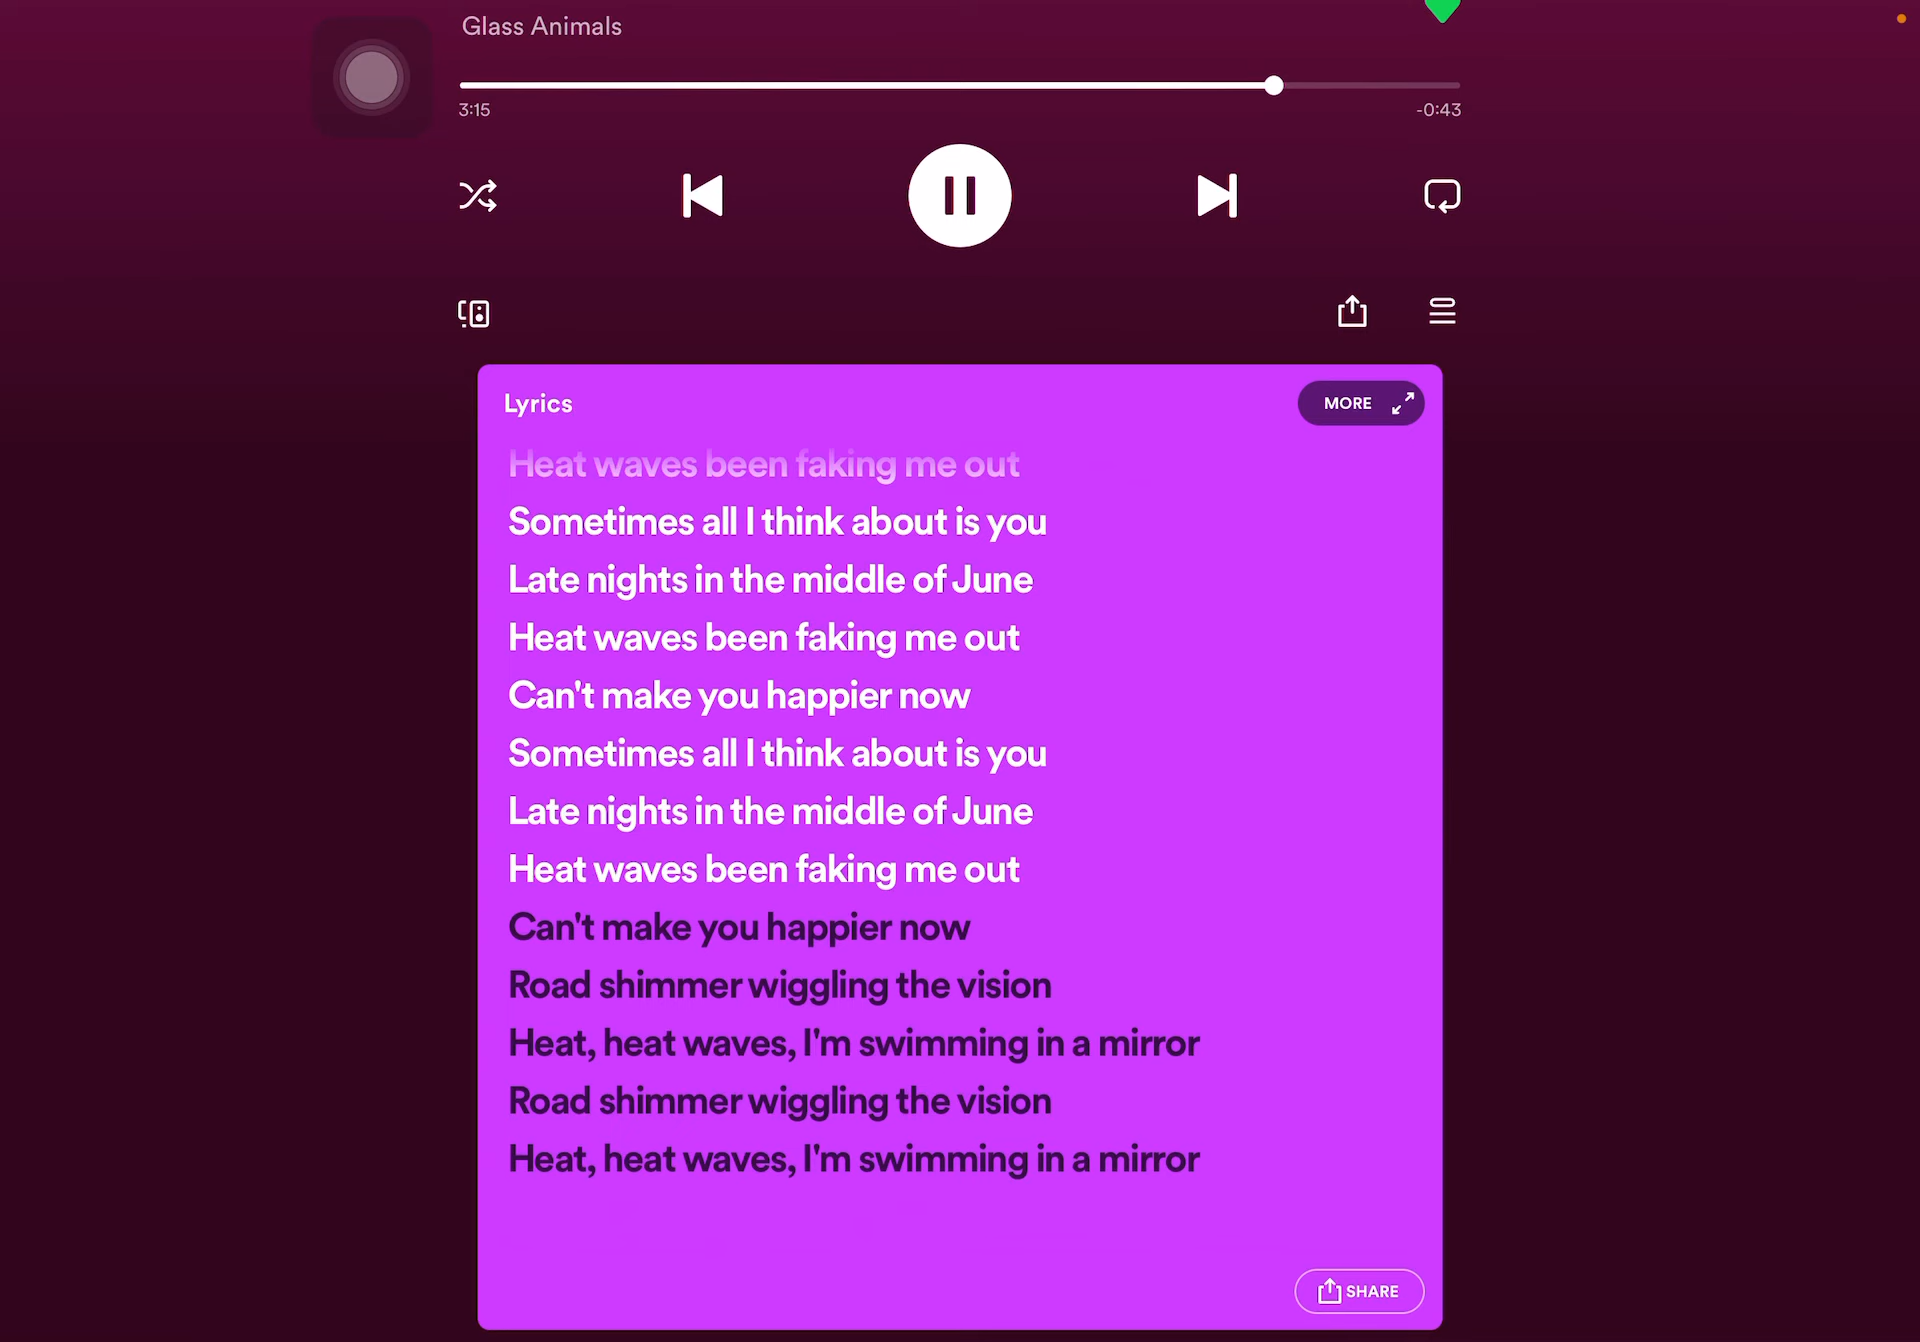 Glass Animals
3:15
-0:43
Lyrics
MORE
Heat waves been faking me out
Sometimes all I think about is you
Late nights in the middle of June
Heat waves been faking me out
Can't make you happier now
Sometimes all I think about is you
Late nights in the middle of June
Heat waves been faking me out
Can't make you happier now
Road shimmer wiggling the vision
Heat, heat waves, I'm swimming in a mirror
Road shimmer wiggling the vision
Heat, heat waves, I'm swimming in a mirror
SHARE